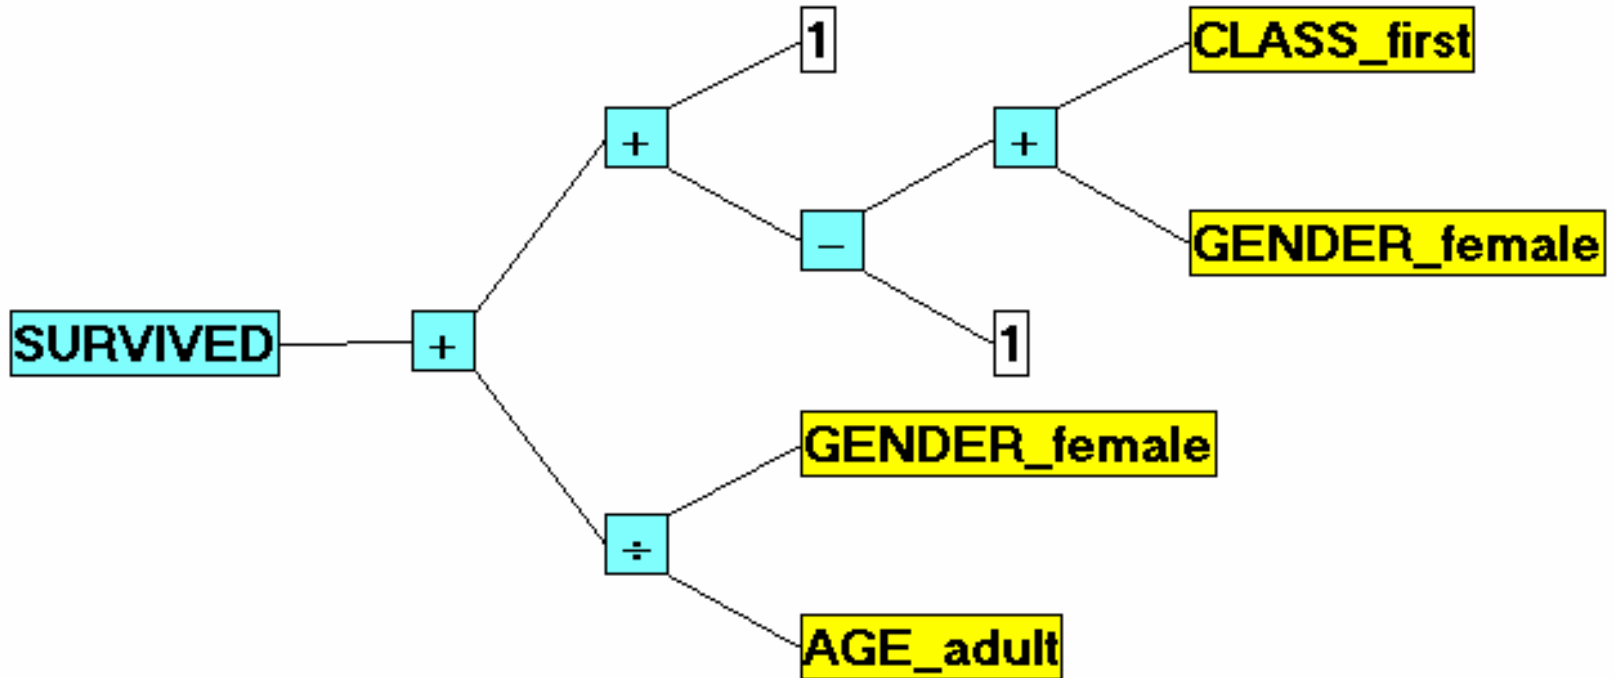 1
CLASS_first
+
+
−
GENDER_female
SURVIVED
+
1
GENDER_female
÷
AGE_adult